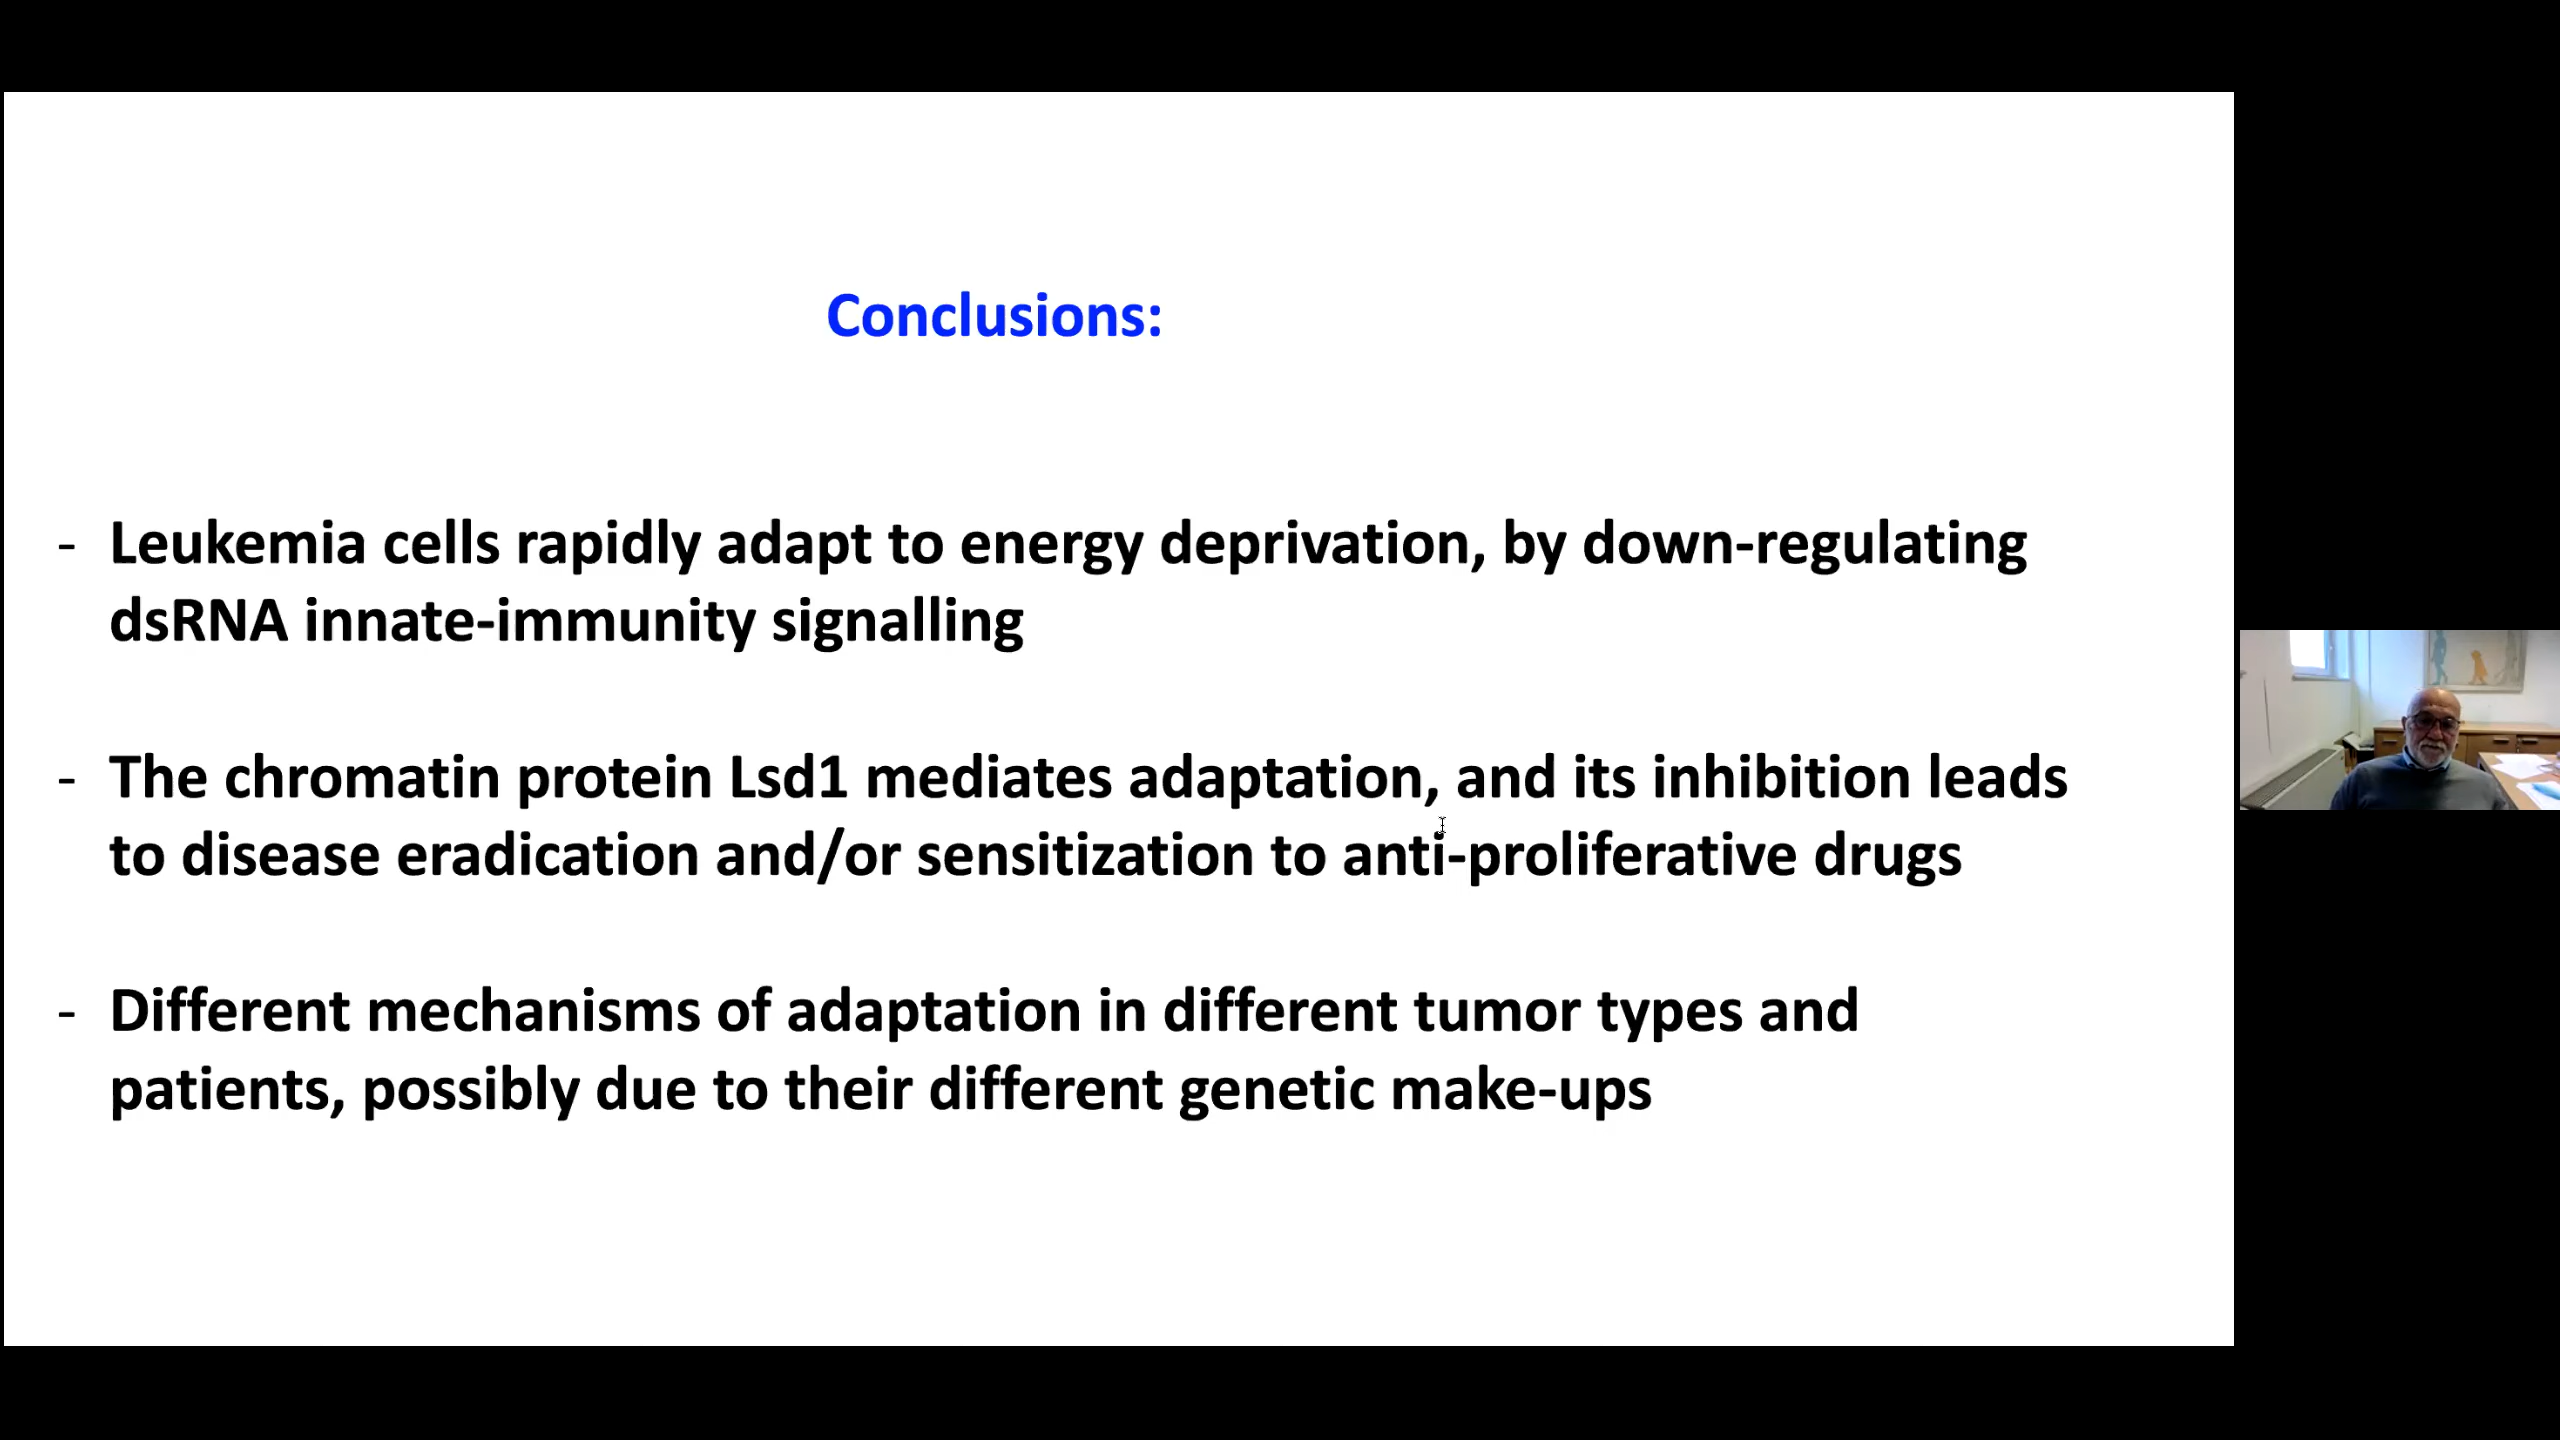 Conclusions:
- Leukemia cells rapidly adapt to energy deprivation, by down-regulating
dsRNA innate-immunity signalling
- The chromatin protein Lsd1 mediates adaptation, and its inhibition leads
to disease eradication and/or sensitization to anti-proliferative drugs
- Different mechanisms of adaptation in different tumor types and
patients, possibly due to their different genetic make-ups